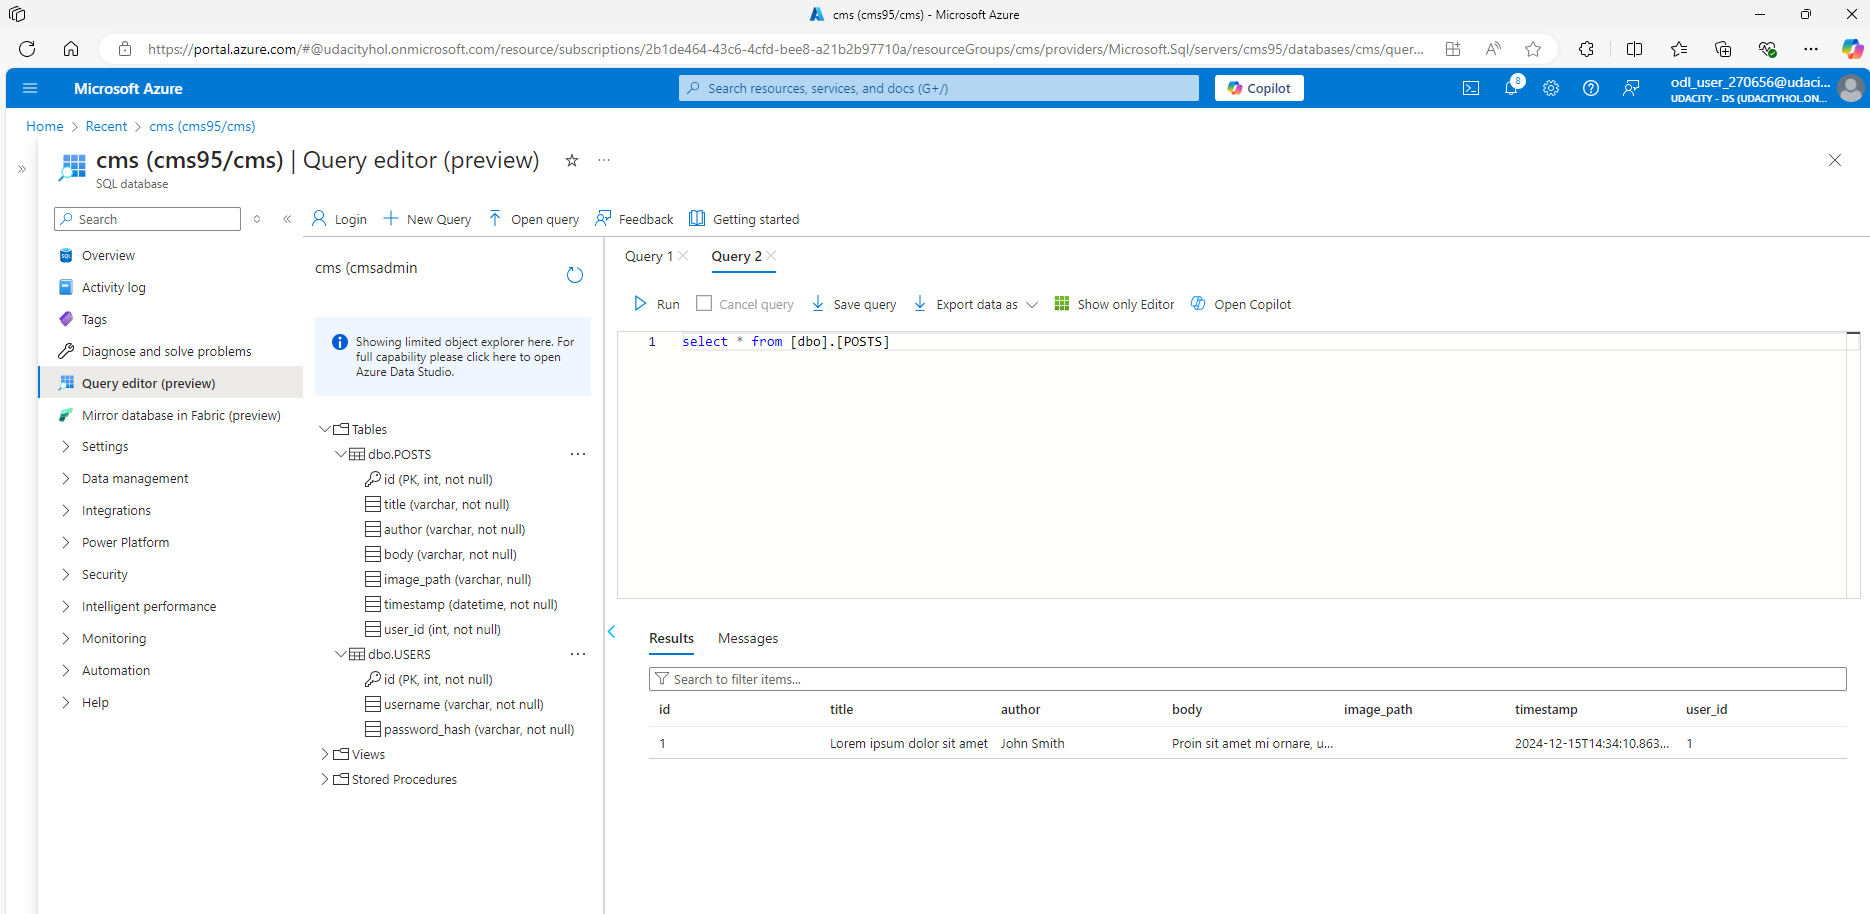 cms (cms95/cms) - Microsoft Azure
https://portal.azure.com/#@udacityhol.onmicrosoft.com/resource/subscriptions/2b1de464-43c6-4cfd-bee8-a21b2b97710a/resourceGroups/cms/providers/Microsoft.Sql/servers/cms95/databases/cms/quer...
Microsoft Azure
Search resources, services, and docs (G+/)
Copilot
8
odl_user_270656@udaci...
UDACITY - DS (UDACITYHOL.ON...
Home > Recent > cms (cms95/cms)
cms (cms95/cms) | Query editor (preview)
SQL database
Search
Login
New Query
Open query
Feedback
Getting started
Overview
Activity log
Tags
Diagnose and solve problems
Query editor (preview)
Mirror database in Fabric (preview)
Settings
Data management
Integrations
Power Platform
Security
Intelligent performance
Monitoring
Automation
Help
cms (cmsadmin
Showing limited object explorer here. For
full capability please click here to open
Azure Data Studio.
Tables
dbo.POSTS
id (PK, int, not null)
title (varchar, not null)
author (varchar, not null)
body (varchar, not null)
image_path (varchar, null)
timestamp (datetime, not null)
user_id (int, not null)
dbo.USERS
id (PK, int, not null)
username (varchar, not null)
password_hash (varchar, not null)
Views
Stored Procedures
Query 1
Query 2
Run
Cancel query
Save query
Export data as
Show only Editor
Open Copilot
1 select * from [dbo].[POSTS]
Results
Messages
Search to filter items...
id title author body image_path timestamp user_id
1 Lorem ipsum dolor sit amet John Smith Proin sit amet mi ornare, u... 2024-12-15T14:34:10.863... 1